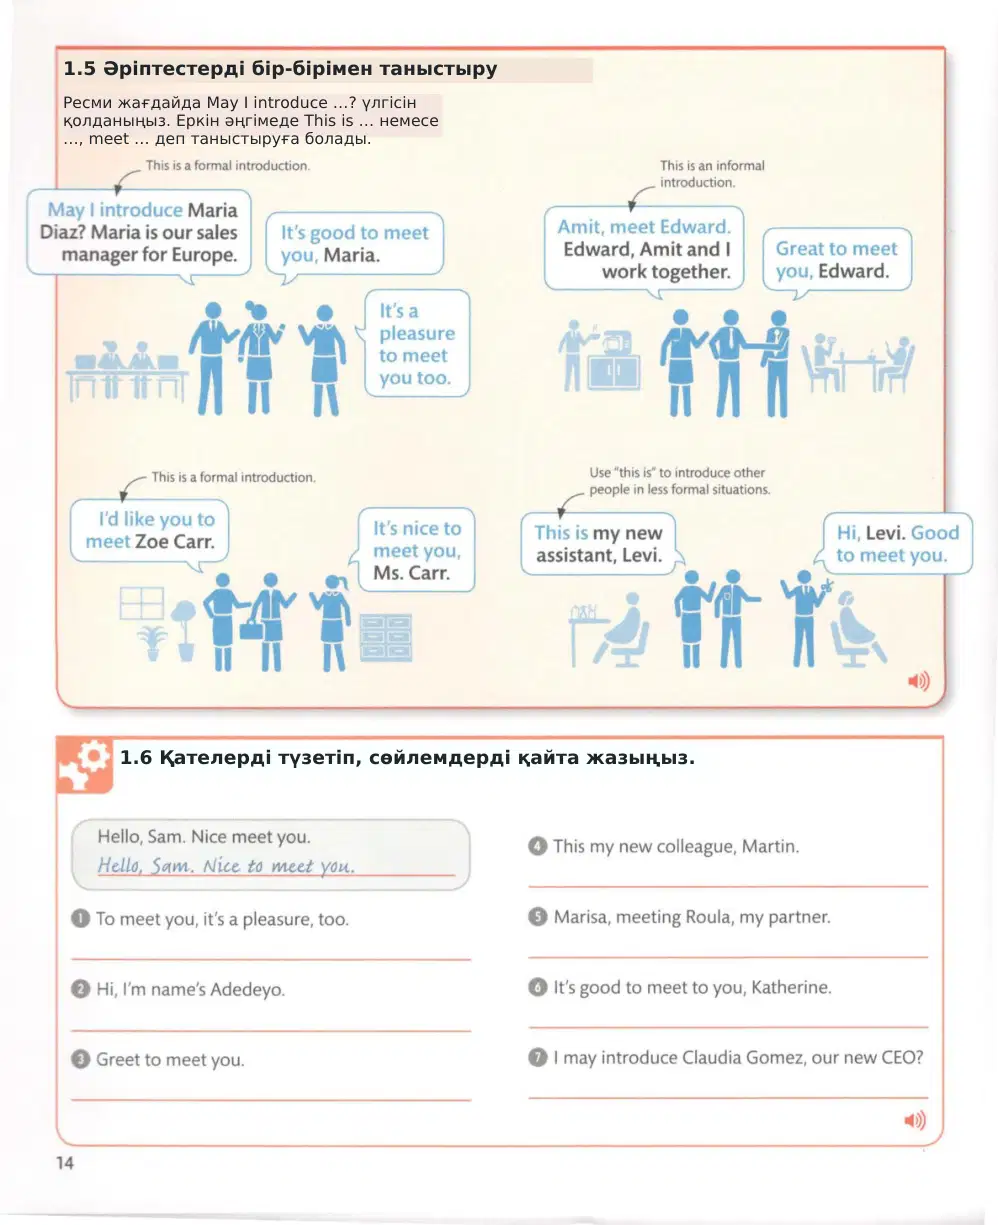 1.5 Әріптестерді бір-бірімен таныстыру
Ресми жағдайда May I introduce ...? үлгісін
қолданыңыз. Еркін әңгімеде This is ... немесе
..., meet ... деп таныстыруға болады.
This is a formal introduction.
May I introduce Maria
Diaz? Maria is our sales
manager for Europe.
It's good to meet
you, Maria.
It's a
pleasure
to meet
you too.
This is an informal
introduction.
Amit, meet Edward.
Edward, Amit and I
work together.
Great to meet
you, Edward.
This is a formal introduction.
I'd like you to
meet Zoe Carr.
It's nice to
meet you,
Ms. Carr.
Use "this is" to introduce other
people in less formal situations.
This is my new
assistant, Levi.
Hi, Levi. Good
to meet you.
1.6 Қателерді түзетіп, сөйлемдерді қайта жазыңыз.
Hello, Sam. Nice meet you.
Hello, Sam. Nice to meet you.
1 To meet you, it's a pleasure, too.
2 Hi, I'm name's Adedeyo.
3 Greet to meet you.
4 This my new colleague, Martin.
5 Marisa, meeting Roula, my partner.
6 It's good to meet to you, Katherine.
7 I may introduce Claudia Gomez, our new CEO?
14